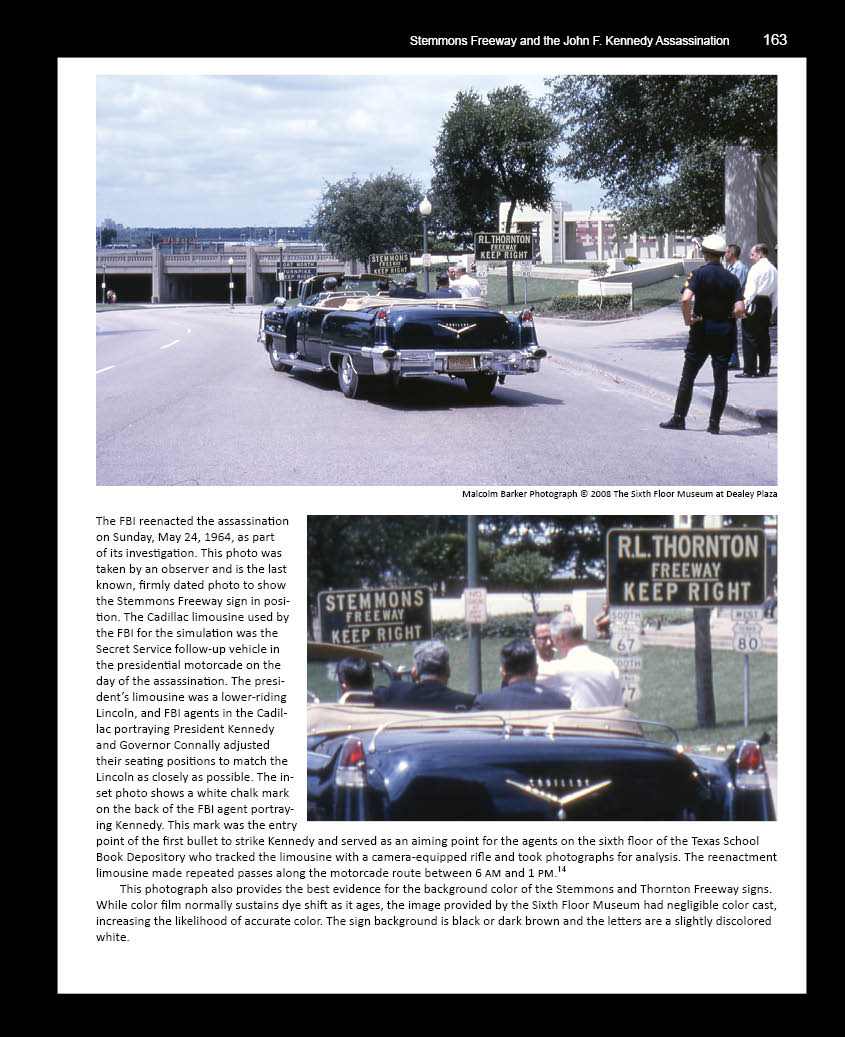 Stemmons Freeway and the John F. Kennedy Assassination 163
STEMMONS
FREEWAY
KEEP RIGHT
R.L.THORNTON
FREEWAY
KEEP RIGHT
FORT WORTH
TURNPIKE
KEEP RIGHT
80
Malcolm Barker Photograph © 2008 The Sixth Floor Museum at Dealey Plaza
The FBI reenacted the assassination
on Sunday, May 24, 1964, as part
of its investigation. This photo was
taken by an observer and is the last
known, firmly dated photo to show
the Stemmons Freeway sign in posi-
tion. The Cadillac limousine used by
the FBI for the simulation was the
Secret Service follow-up vehicle in
the presidential motorcade on the
day of the assassination. The presi-
dent's limousine was a lower-riding
Lincoln, and FBI agents in the Cadil-
lac portraying President Kennedy
and Governor Connally adjusted
their seating positions to match the
Lincoln as closely as possible. The in-
set photo shows a white chalk mark
on the back of the FBI agent portray-
ing Kennedy. This mark was the entry
point of the first bullet to strike Kennedy and served as an aiming point for the agents on the sixth floor of the Texas School
Book Depository who tracked the limousine with a camera-equipped rifle and took photographs for analysis. The reenactment
limousine made repeated passes along the motorcade route between 6 AM and 1 PM.14
R.L.THORNTON
FREEWAY
KEEP RIGHT
STEMMONS
FREEWAY
KEEP RIGHT
SOUTH
67
WEST
80
77
CADILLAC
This photograph also provides the best evidence for the background color of the Stemmons and Thornton Freeway signs.
While color film normally sustains dye shift as it ages, the image provided by the Sixth Floor Museum had negligible color cast,
increasing the likelihood of accurate color. The sign background is black or dark brown and the letters are a slightly discolored
white.